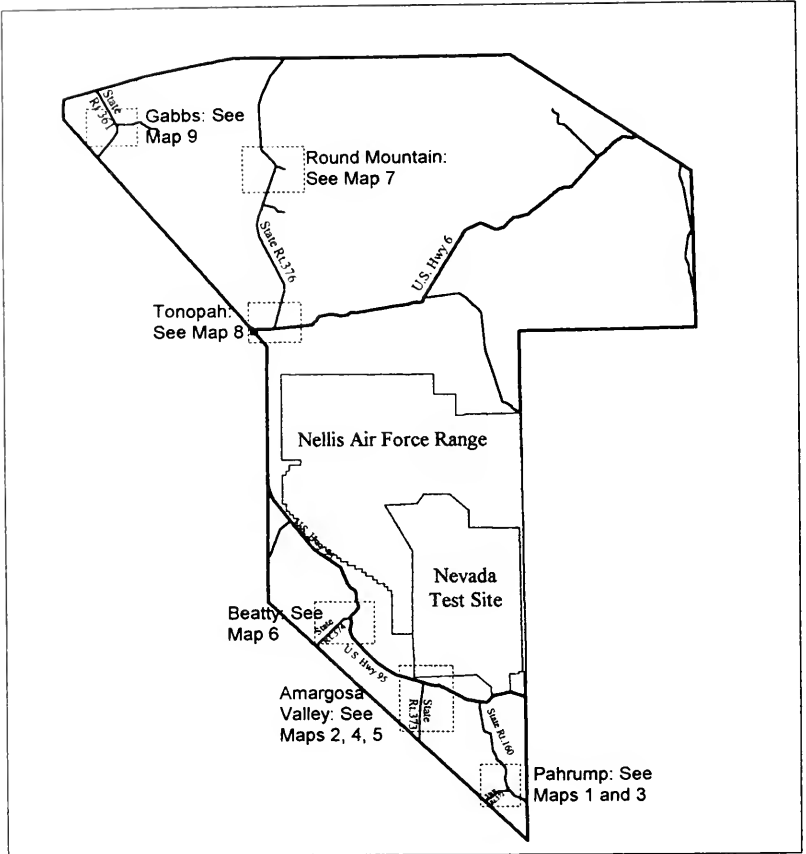 State
Rt.361
Gabbs: See
Map 9
Round Mountain:
See Map 7
State Rt.376
U.S. Hwy 6
Tonopah:
See Map 8
Nellis Air Force Range
U.S. Hwy
Nevada
Test Site
Beatty: See
Map 6
State
Rt.374
U.S. Hwy 95
Amargosa
Valley: See
Maps 2, 4, 5
State
Rt.373
State Rt.160
Pahrump: See
Maps 1 and 3